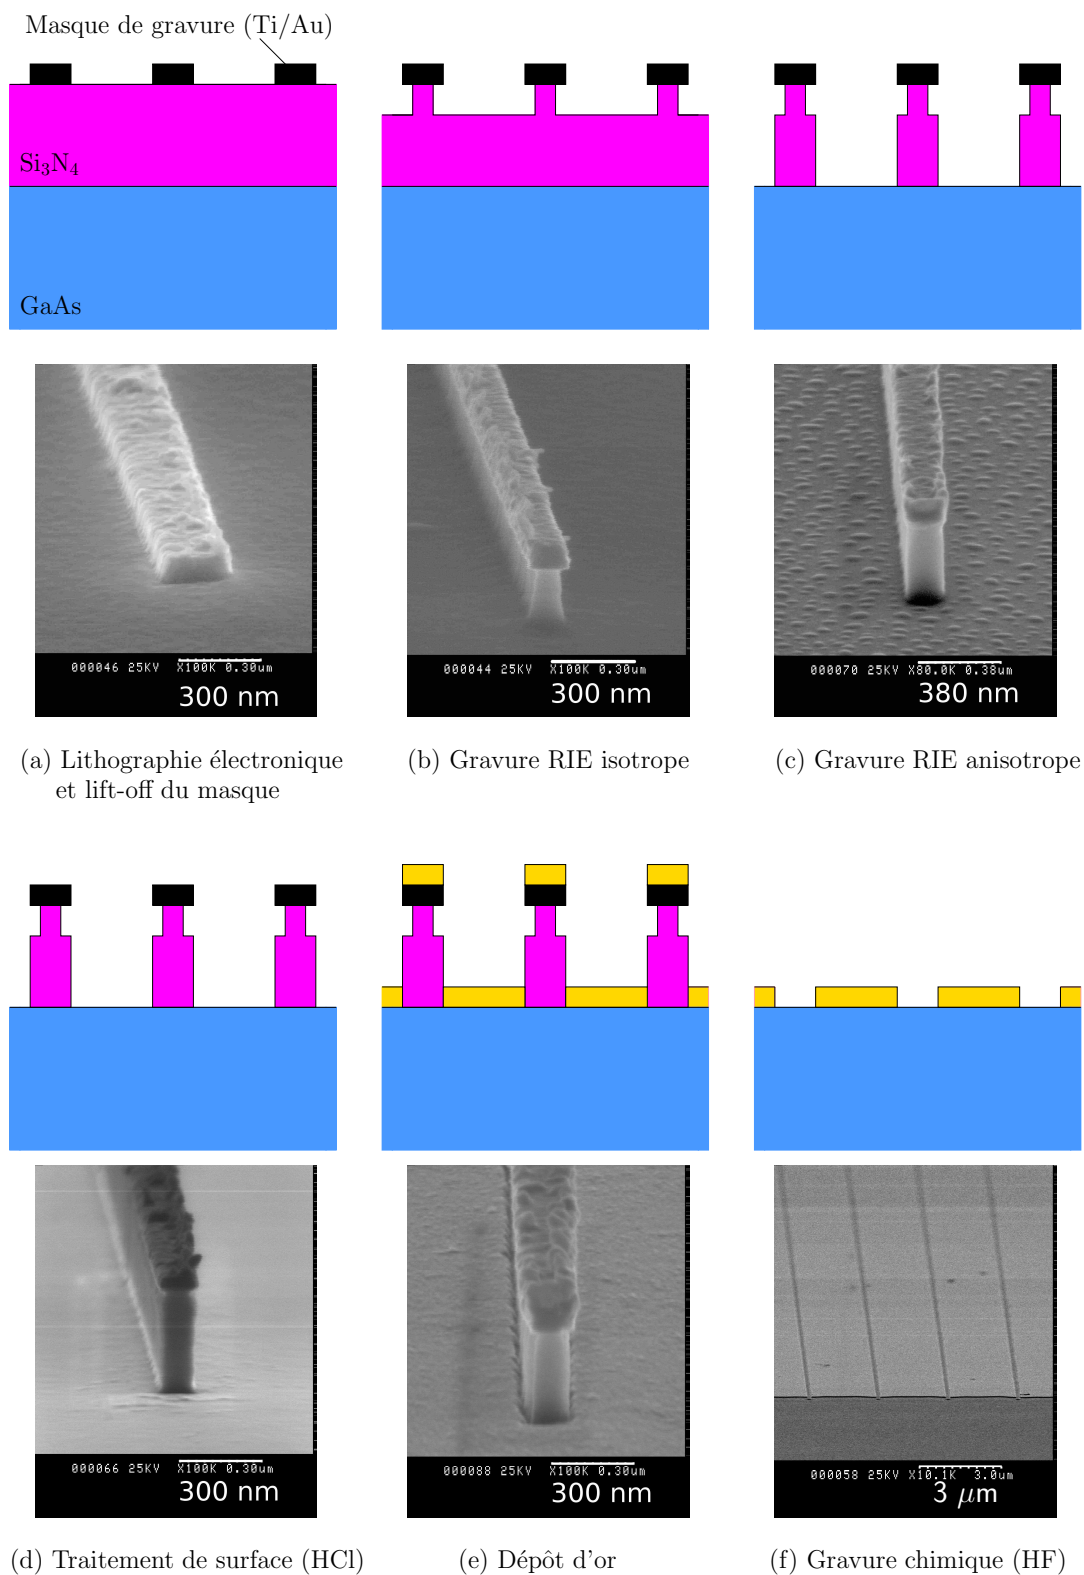 Masque de gravure (Ti/Au)
Si₃N₄
GaAs
000046 25KV X100K 0.30um
300 nm
000044 25KV X100K 0.30um
300 nm
000070 25KV X80.0K 0.38um
380 nm
(a) Lithographie électronique
et lift-off du masque
(b) Gravure RIE isotrope
(c) Gravure RIE anisotrope
000066 25KV X100K 0.30um
300 nm
000088 25KV X100K 0.30um
300 nm
000058 25KV X10.1K 3.0um
3 μm
(d) Traitement de surface (HCl)
(e) Dépôt d'or
(f) Gravure chimique (HF)